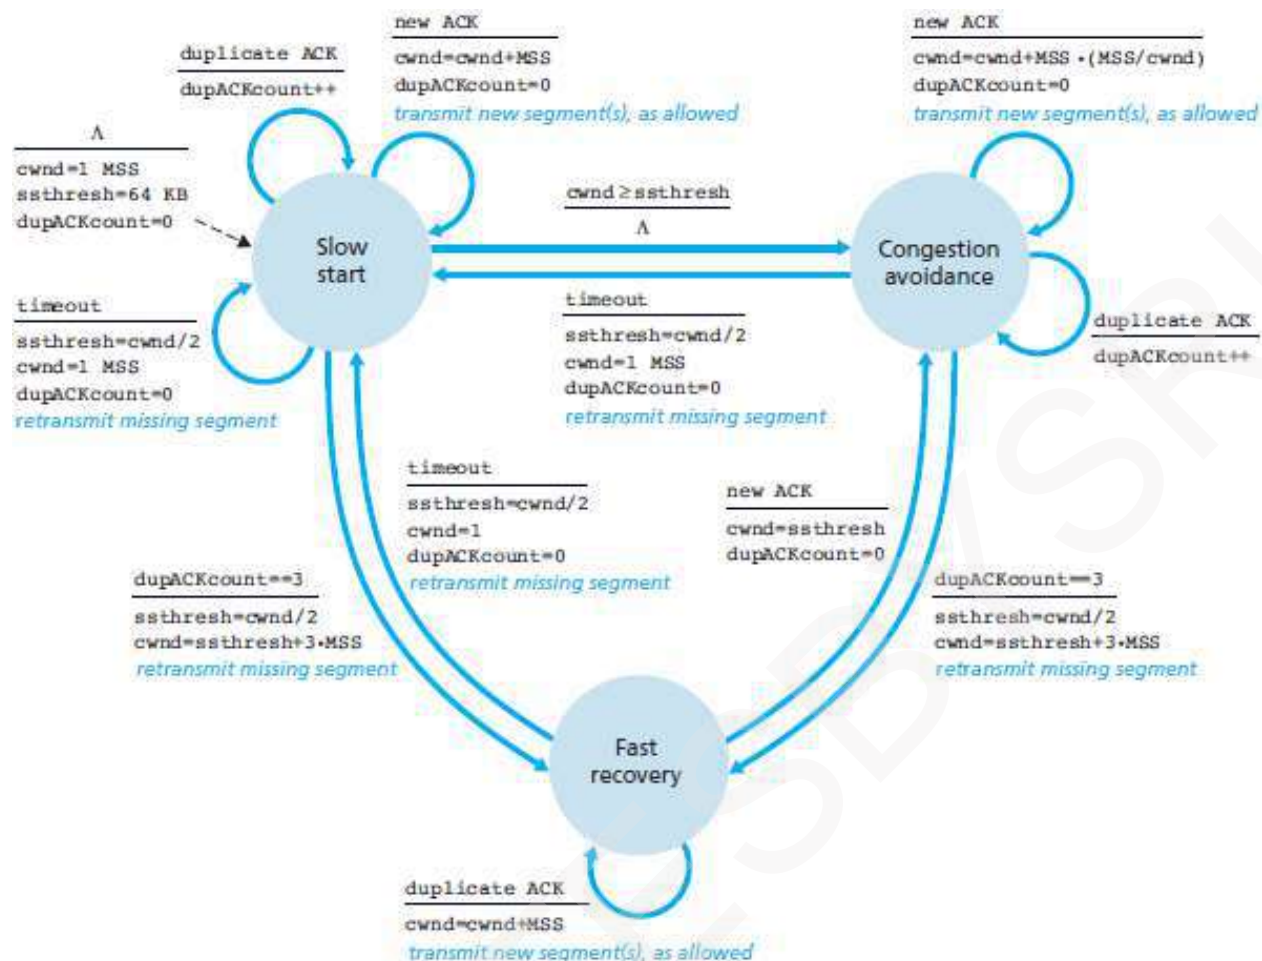 new ACK
cwnd=cwnd+MSS
dupACKcount=0
transmit new segment(s), as allowed
new ACK
cwnd=cwnd+MSS •(MSS/cwnd)
dupACKcount=0
transmit new segment(s), as allowed
duplicate ACK
dupACKcount++
Λ
cwnd=1 MSS
ssthresh=64 KB
dupACKcount=0
Slow
start
cwnd≥ssthresh
Λ
Congestion
avoidance
timeout
ssthresh=cwnd/2
cwnd=1 MSS
dupACKcount=0
retransmit missing segment
timeout
ssthresh=cwnd/2
cwnd=1 MSS
dupACKcount=0
retransmit missing segment
duplicate ACK
dupACKcount++
timeout
ssthresh=cwnd/2
cwnd=1
dupACKcount=0
retransmit missing segment
new ACK
cwnd=ssthresh
dupACKcount=0
dupACKcount==3
ssthresh=cwnd/2
cwnd=ssthresh+3•MSS
retransmit missing segment
dupACKcount==3
ssthresh=cwnd/2
cwnd=ssthresh+3•MSS
retransmit missing segment
Fast
recovery
duplicate ACK
cwnd=cwnd+MSS
transmit new segment(s), as allowed